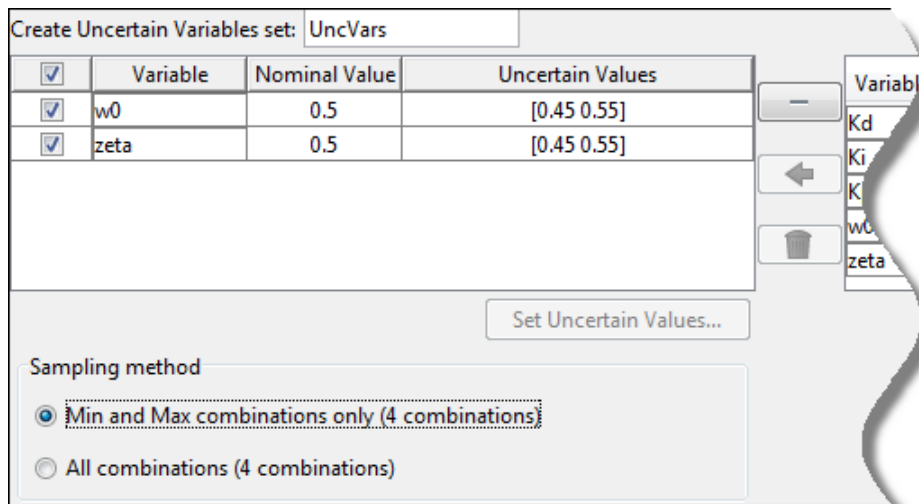 Create Uncertain Variables set: UncVars
Variable Nominal Value Uncertain Values
w0 0.5 [0.45 0.55]
zeta 0.5 [0.45 0.55]
Kd
Ki
w0
zeta
Set Uncertain Values...
Sampling method
Min and Max combinations only (4 combinations)
All combinations (4 combinations)